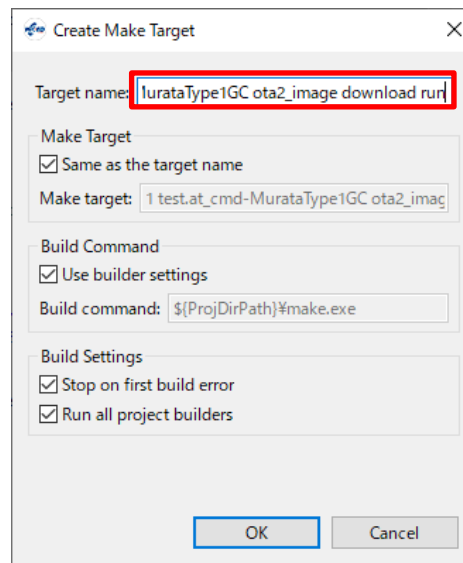 Create Make Target
Target name: MurataType1GC ota2_image download run
Make Target
Same as the target name
Make target: 1 test.at_cmd-MurataType1GC ota2_imag
Build Command
Use builder settings
Build command: ${ProjDirPath}¥make.exe
Build Settings
Stop on first build error
Run all project builders
OK Cancel